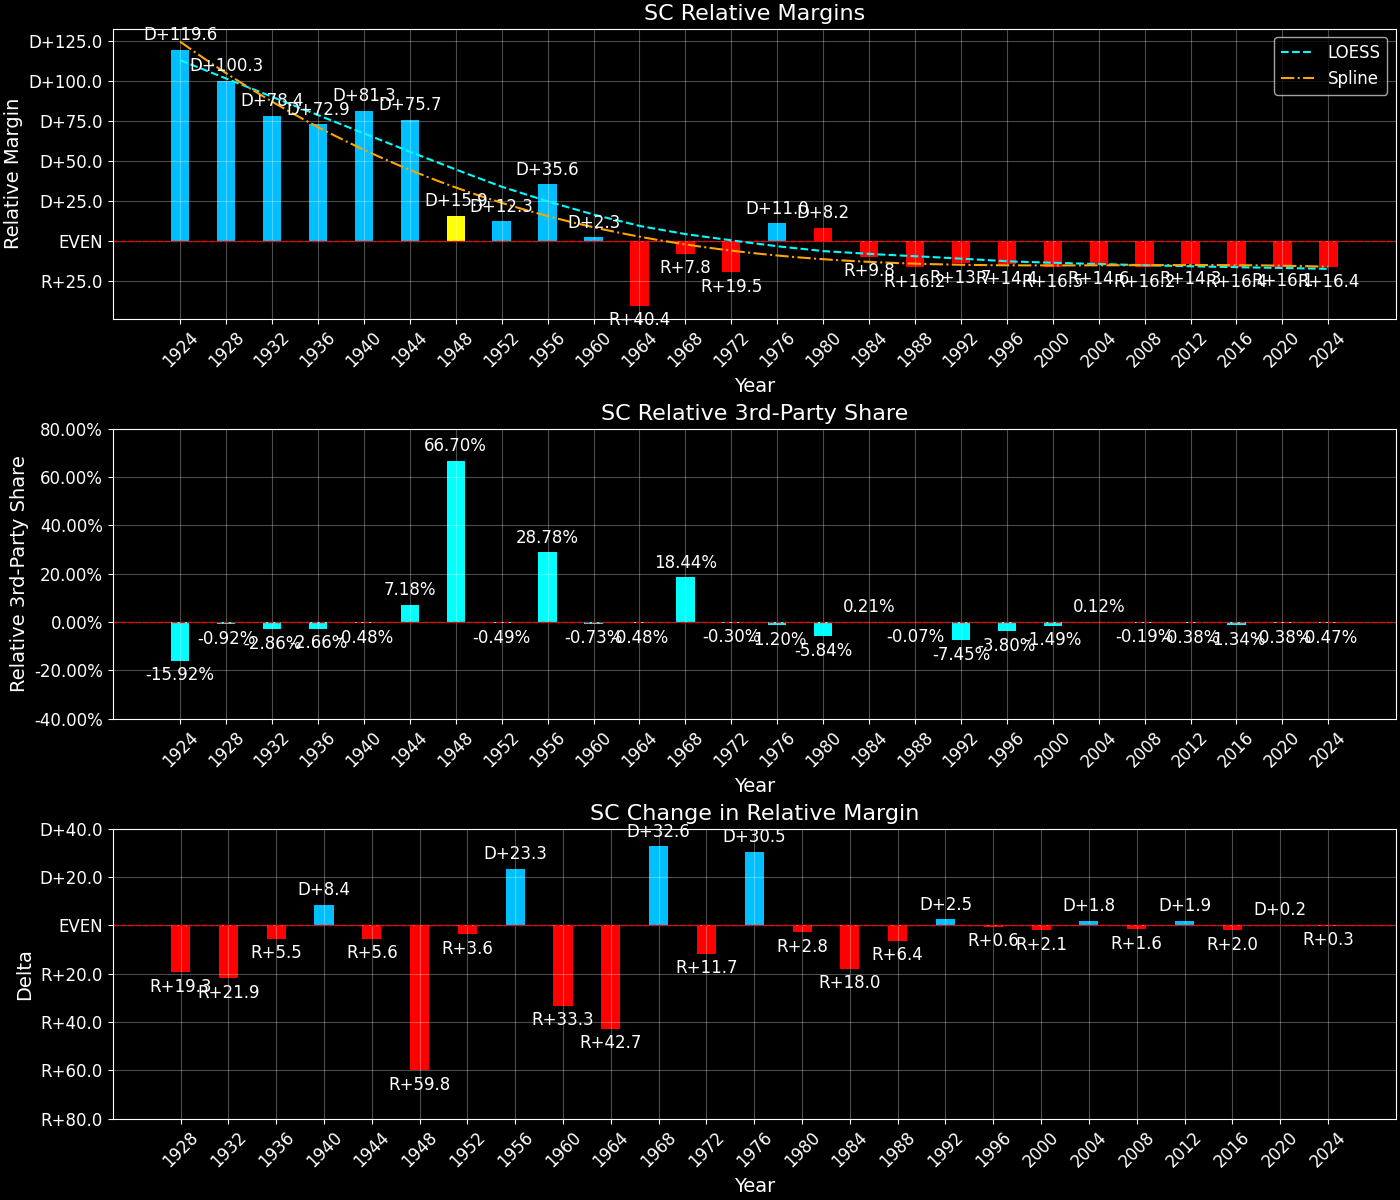 SC Relative Margins
Relative Margin
D+125.0
D+100.0
D+75.0
D+50.0
D+25.0
EVEN
R+25.0
D+119.6
D+100.3
D+78.4
D+72.9
D+81.3
D+75.7
D+15.9
D+12.3
D+35.6
D+2.3
R+40.4
R+7.8
R+19.5
D+11.0
D+8.2
R+9.8
R+16.2
R+13.7
R+14.4
R+16.5
R+14.6
R+16.2
R+14.3
R+16.4
R+16.1
R+16.4
LOESS
Spline
1924 1928 1932 1936 1940 1944 1948 1952 1956 1960 1964 1968 1972 1976 1980 1984 1988 1992 1996 2000 2004 2008 2012 2016 2020 2024
Year
SC Relative 3rd-Party Share
Relative 3rd-Party Share
80.00%
60.00%
40.00%
20.00%
0.00%
-20.00%
-40.00%
-15.92%
-0.92%
-2.86%
-2.66%
-0.48%
7.18%
66.70%
-0.49%
28.78%
-0.73%
-0.48%
18.44%
-0.30%
-1.20%
-5.84%
0.21%
-0.07%
-7.45%
-3.80%
-1.49%
0.12%
-0.19%
-0.38%
-1.34%
-0.38%
-0.47%
1924 1928 1932 1936 1940 1944 1948 1952 1956 1960 1964 1968 1972 1976 1980 1984 1988 1992 1996 2000 2004 2008 2012 2016 2020 2024
Year
SC Change in Relative Margin
Delta
D+40.0
D+20.0
EVEN
R+20.0
R+40.0
R+60.0
R+80.0
R+19.3
R+21.9
R+5.5
D+8.4
R+5.6
R+59.8
R+3.6
D+23.3
R+33.3
R+42.7
D+32.6
R+11.7
D+30.5
R+2.8
R+18.0
R+6.4
D+2.5
R+0.6
R+2.1
D+1.8
R+1.6
D+1.9
R+2.0
D+0.2
R+0.3
1928 1932 1936 1940 1944 1948 1952 1956 1960 1964 1968 1972 1976 1980 1984 1988 1992 1996 2000 2004 2008 2012 2016 2020 2024
Year